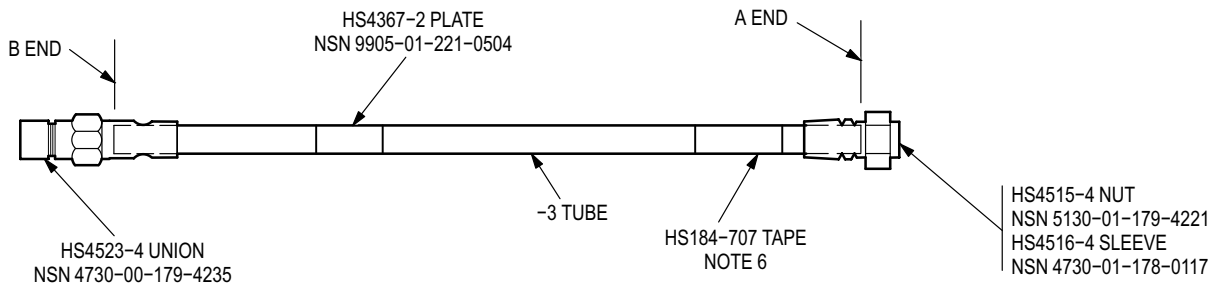 HS4367−2 PLATE
NSN 9905−01−221−0504
A END
B END
−3 TUBE
HS4523−4 UNION
NSN 4730−00−179−4235
HS184−707 TAPE
NOTE 6
HS4515−4 NUT
NSN 5130−01−179−4221
HS4516−4 SLEEVE
NSN 4730−01−178−0117